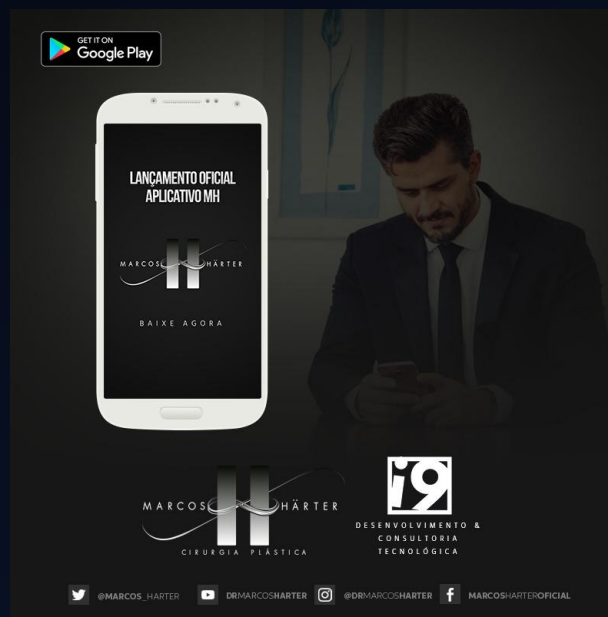 GET IT ON
Google Play
LANÇAMENTO OFICIAL
APLICATIVO MH
MARCOS H HÄRTER
BAIXE AGORA
MARCOS H HÄRTER
CIRURGIA PLÁSTICA
i9
DESENVOLVIMENTO &
CONSULTORIA
TECNOLÓGICA
@MARCOS_HARTER DRMARCOSHARTER @DRMARCOSHARTER MARCOSHARTEROFICIAL